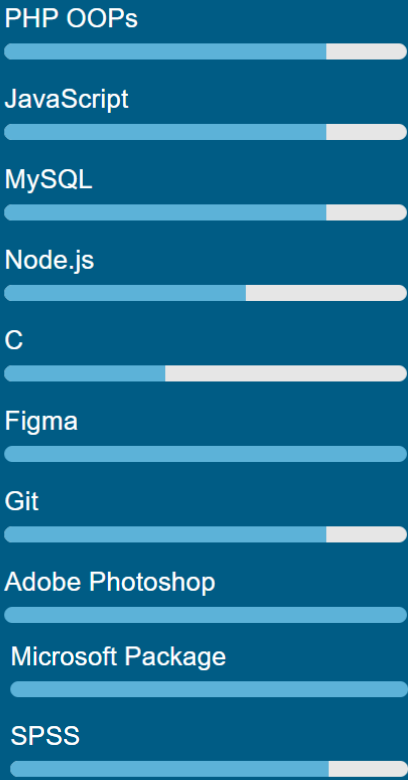 PHP OOPs
JavaScript
MySQL
Node.js
C
Figma
Git
Adobe Photoshop
Microsoft Package
SPSS